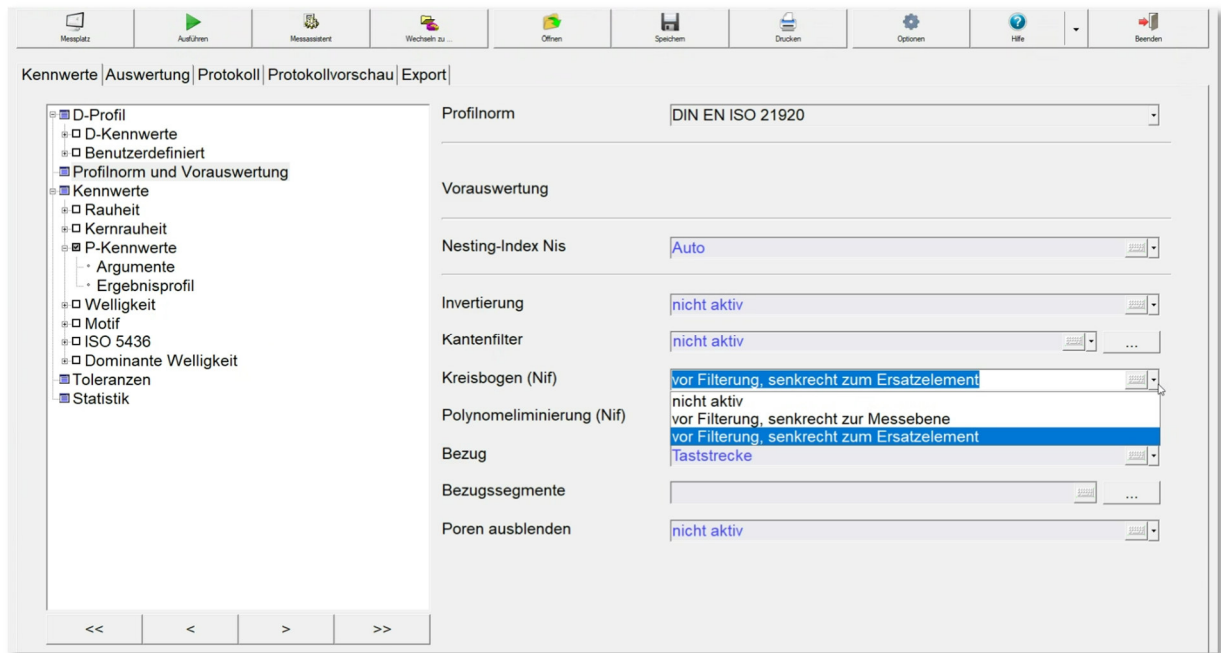 Messplatz Ausführen Messassistent Wechseln zu ... Öffnen Speichern Drucken Optionen Hilfe Beenden
Kennwerte Auswertung Protokoll Protokollvorschau Export
D-Profil
D-Kennwerte
Benutzerdefiniert
Profilnorm und Vorauswertung
Kennwerte
Rauheit
Kernrauheit
P-Kennwerte
Argumente
Ergebnisprofil
Welligkeit
Motif
ISO 5436
Dominante Welligkeit
Toleranzen
Statistik
<< < > >>
Profilnorm DIN EN ISO 21920
Vorauswertung
Nesting-Index Nis Auto
Invertierung nicht aktiv
Kantenfilter nicht aktiv ...
Kreisbogen (Nif) vor Filterung, senkrecht zum Ersatzelement
nicht aktiv
Polynomeliminierung (Nif) vor Filterung, senkrecht zur Messebene
vor Filterung, senkrecht zum Ersatzelement
Bezug Taststrecke
Bezugssegmente ...
Poren ausblenden nicht aktiv